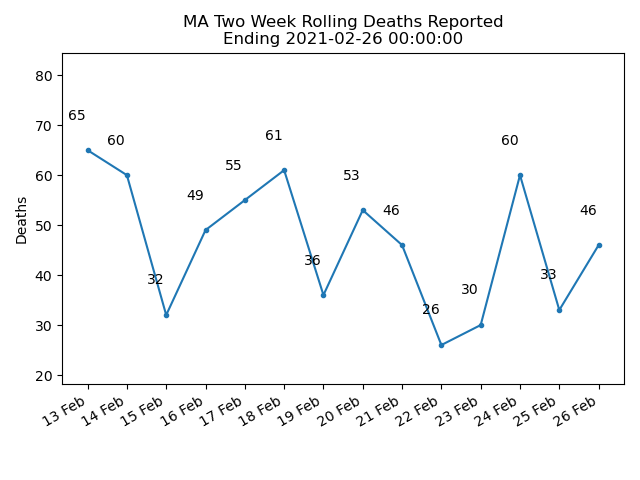 MA Two Week Rolling Deaths Reported
Ending 2021-02-26 00:00:00
80
70
60
50
40
30
20
Deaths
65
60
32
49
55
61
36
53
46
26
30
60
33
46
13 Feb
14 Feb
15 Feb
16 Feb
17 Feb
18 Feb
19 Feb
20 Feb
21 Feb
22 Feb
23 Feb
24 Feb
25 Feb
26 Feb